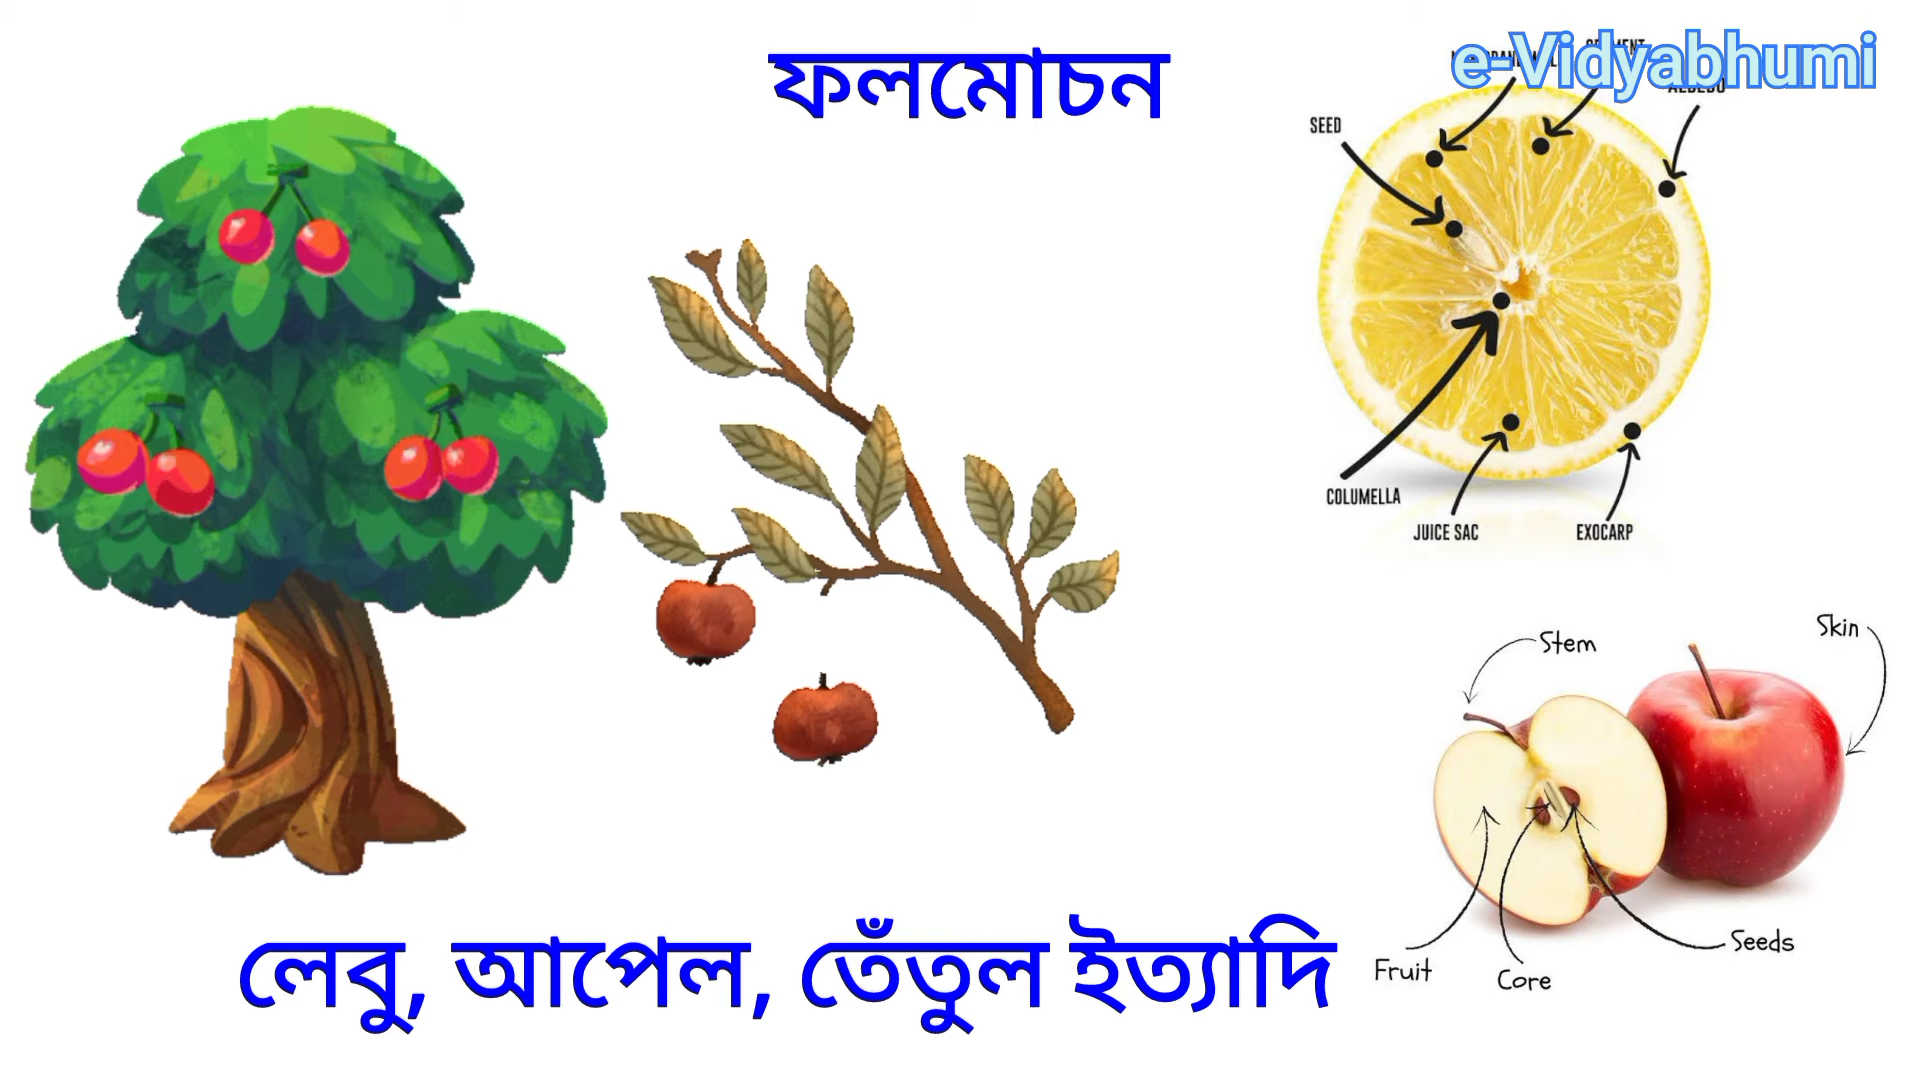 ফলমোচন
e-Vidyabhumi
SEED
COLUMELLA
JUICE SAC
EXOCARP
Stem
Skin
Fruit
Core
Seeds
লেবু, আপেল, তেঁতুল ইত্যাদি